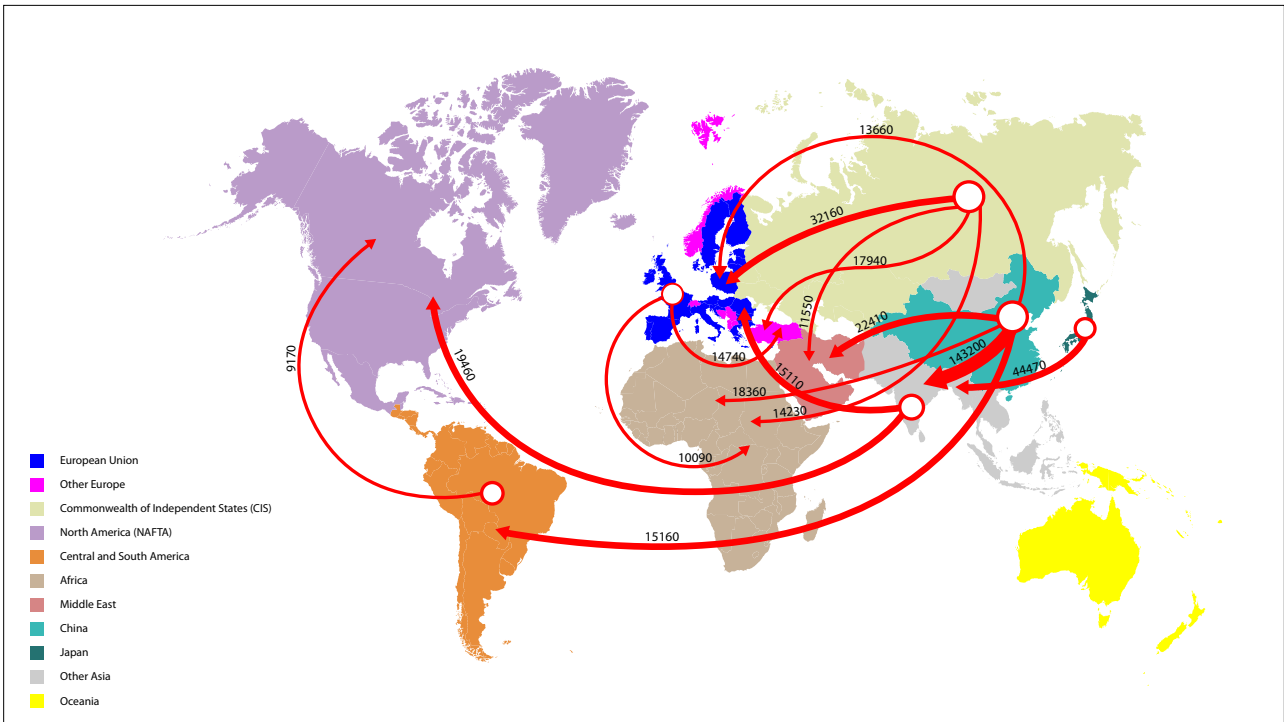 13660
32160
17940
11550
22410
143200
44470
14740
15110
18360
14230
10090
9170
19460
15160
European Union
Other Europe
Commonwealth of Independent States (CIS)
North America (NAFTA)
Central and South America
Africa
Middle East
China
Japan
Other Asia
Oceania